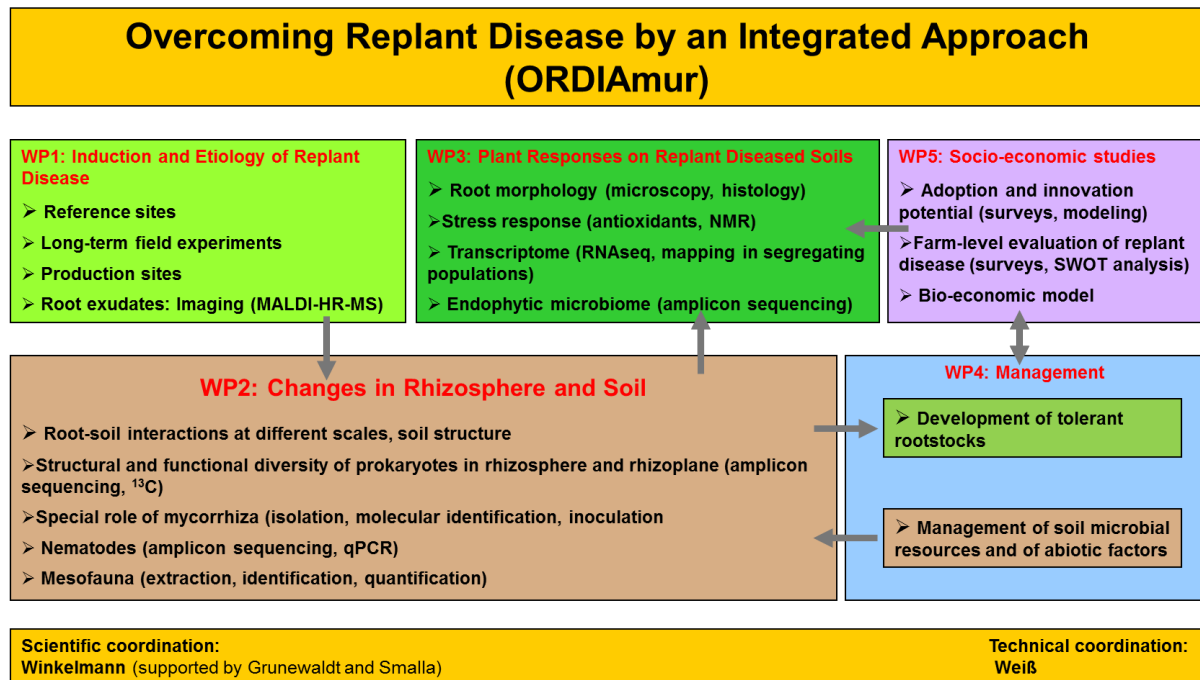 Overcoming Replant Disease by an Integrated Approach
(ORDIAmur)
WP1: Induction and Etiology of Replant
Disease
➢ Reference sites
➢ Long-term field experiments
➢ Production sites
➢ Root exudates: Imaging (MALDI-HR-MS)
WP3: Plant Responses on Replant Diseased Soils
➢ Root morphology (microscopy, histology)
➢Stress response (antioxidants, NMR)
➢ Transcriptome (RNAseq, mapping in segregating
populations)
➢ Endophytic microbiome (amplicon sequencing)
WP5: Socio-economic studies
➢ Adoption and innovation
potential (surveys, modeling)
➢Farm-level evaluation of replant
disease (surveys, SWOT analysis)
➢ Bio-economic model
WP2: Changes in Rhizosphere and Soil
➢ Root-soil interactions at different scales, soil structure
➢Structural and functional diversity of prokaryotes in rhizosphere and rhizoplane (amplicon
sequencing, ¹³C)
➢Special role of mycorrhiza (isolation, molecular identification, inoculation
➢ Nematodes (amplicon sequencing, qPCR)
➢ Mesofauna (extraction, identification, quantification)
WP4: Management
➢ Development of tolerant
rootstocks
➢ Management of soil microbial
resources and of abiotic factors
Scientific coordination:
Winkelmann (supported by Grunewaldt and Smalla)
Technical coordination:
Weiß